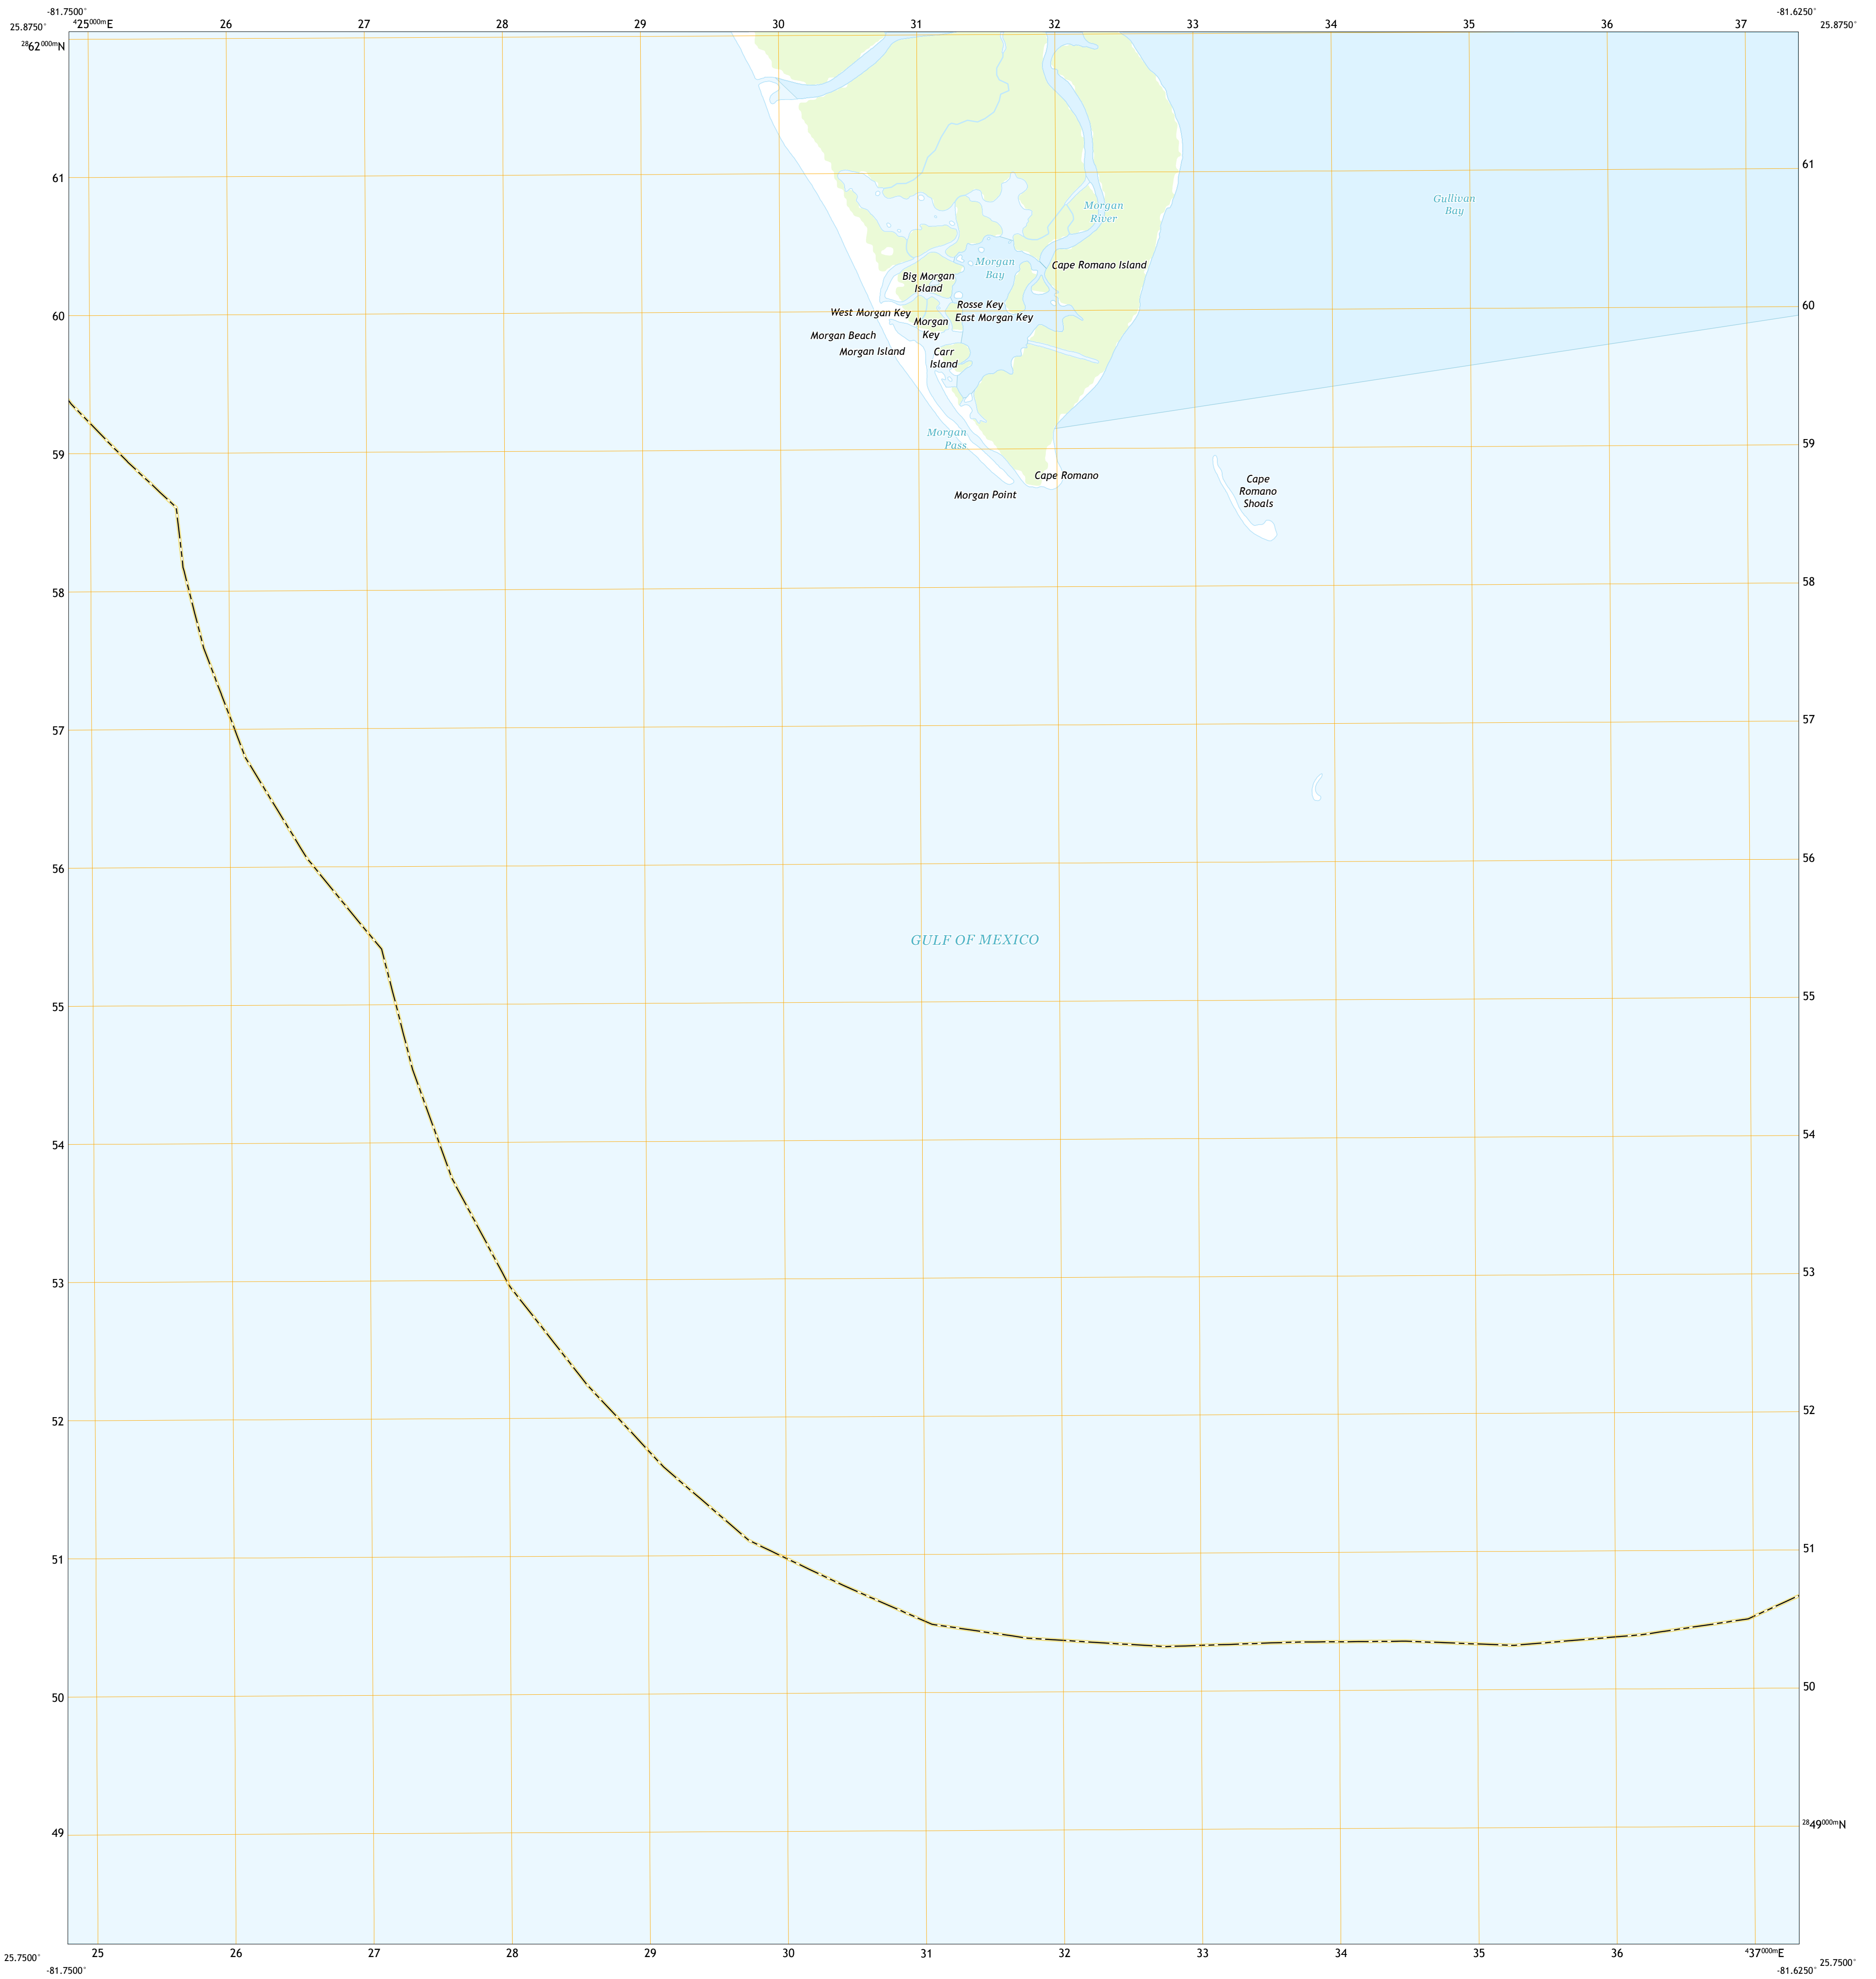 -81.7500°
-81.6250°
25.8750°
⁴25⁰⁰⁰ᵐE
26
27
28
29
30
31
32
33
34
35
36
37
25.8750°
²⁸62⁰⁰⁰ᵐN
61
61
Morgan
River
Gullivan
Bay
Morgan
Bay
Cape Romano Island
Big Morgan
Island
Rosse Key
60
60
West Morgan Key
East Morgan Key
Morgan
Key
Morgan Beach
Morgan Island
Carr
Island
Morgan
Pass
59
59
Cape Romano
Cape
Romano
Shoals
Morgan Point
58
58
57
57
56
56
GULF OF MEXICO
55
55
54
54
53
53
52
52
51
51
50
50
49
²⁸49⁰⁰⁰ᵐN
25.7500°
25
26
27
28
29
30
31
32
33
34
35
36
⁴37⁰⁰⁰ᵐE
25.7500°
-81.7500°
-81.6250°